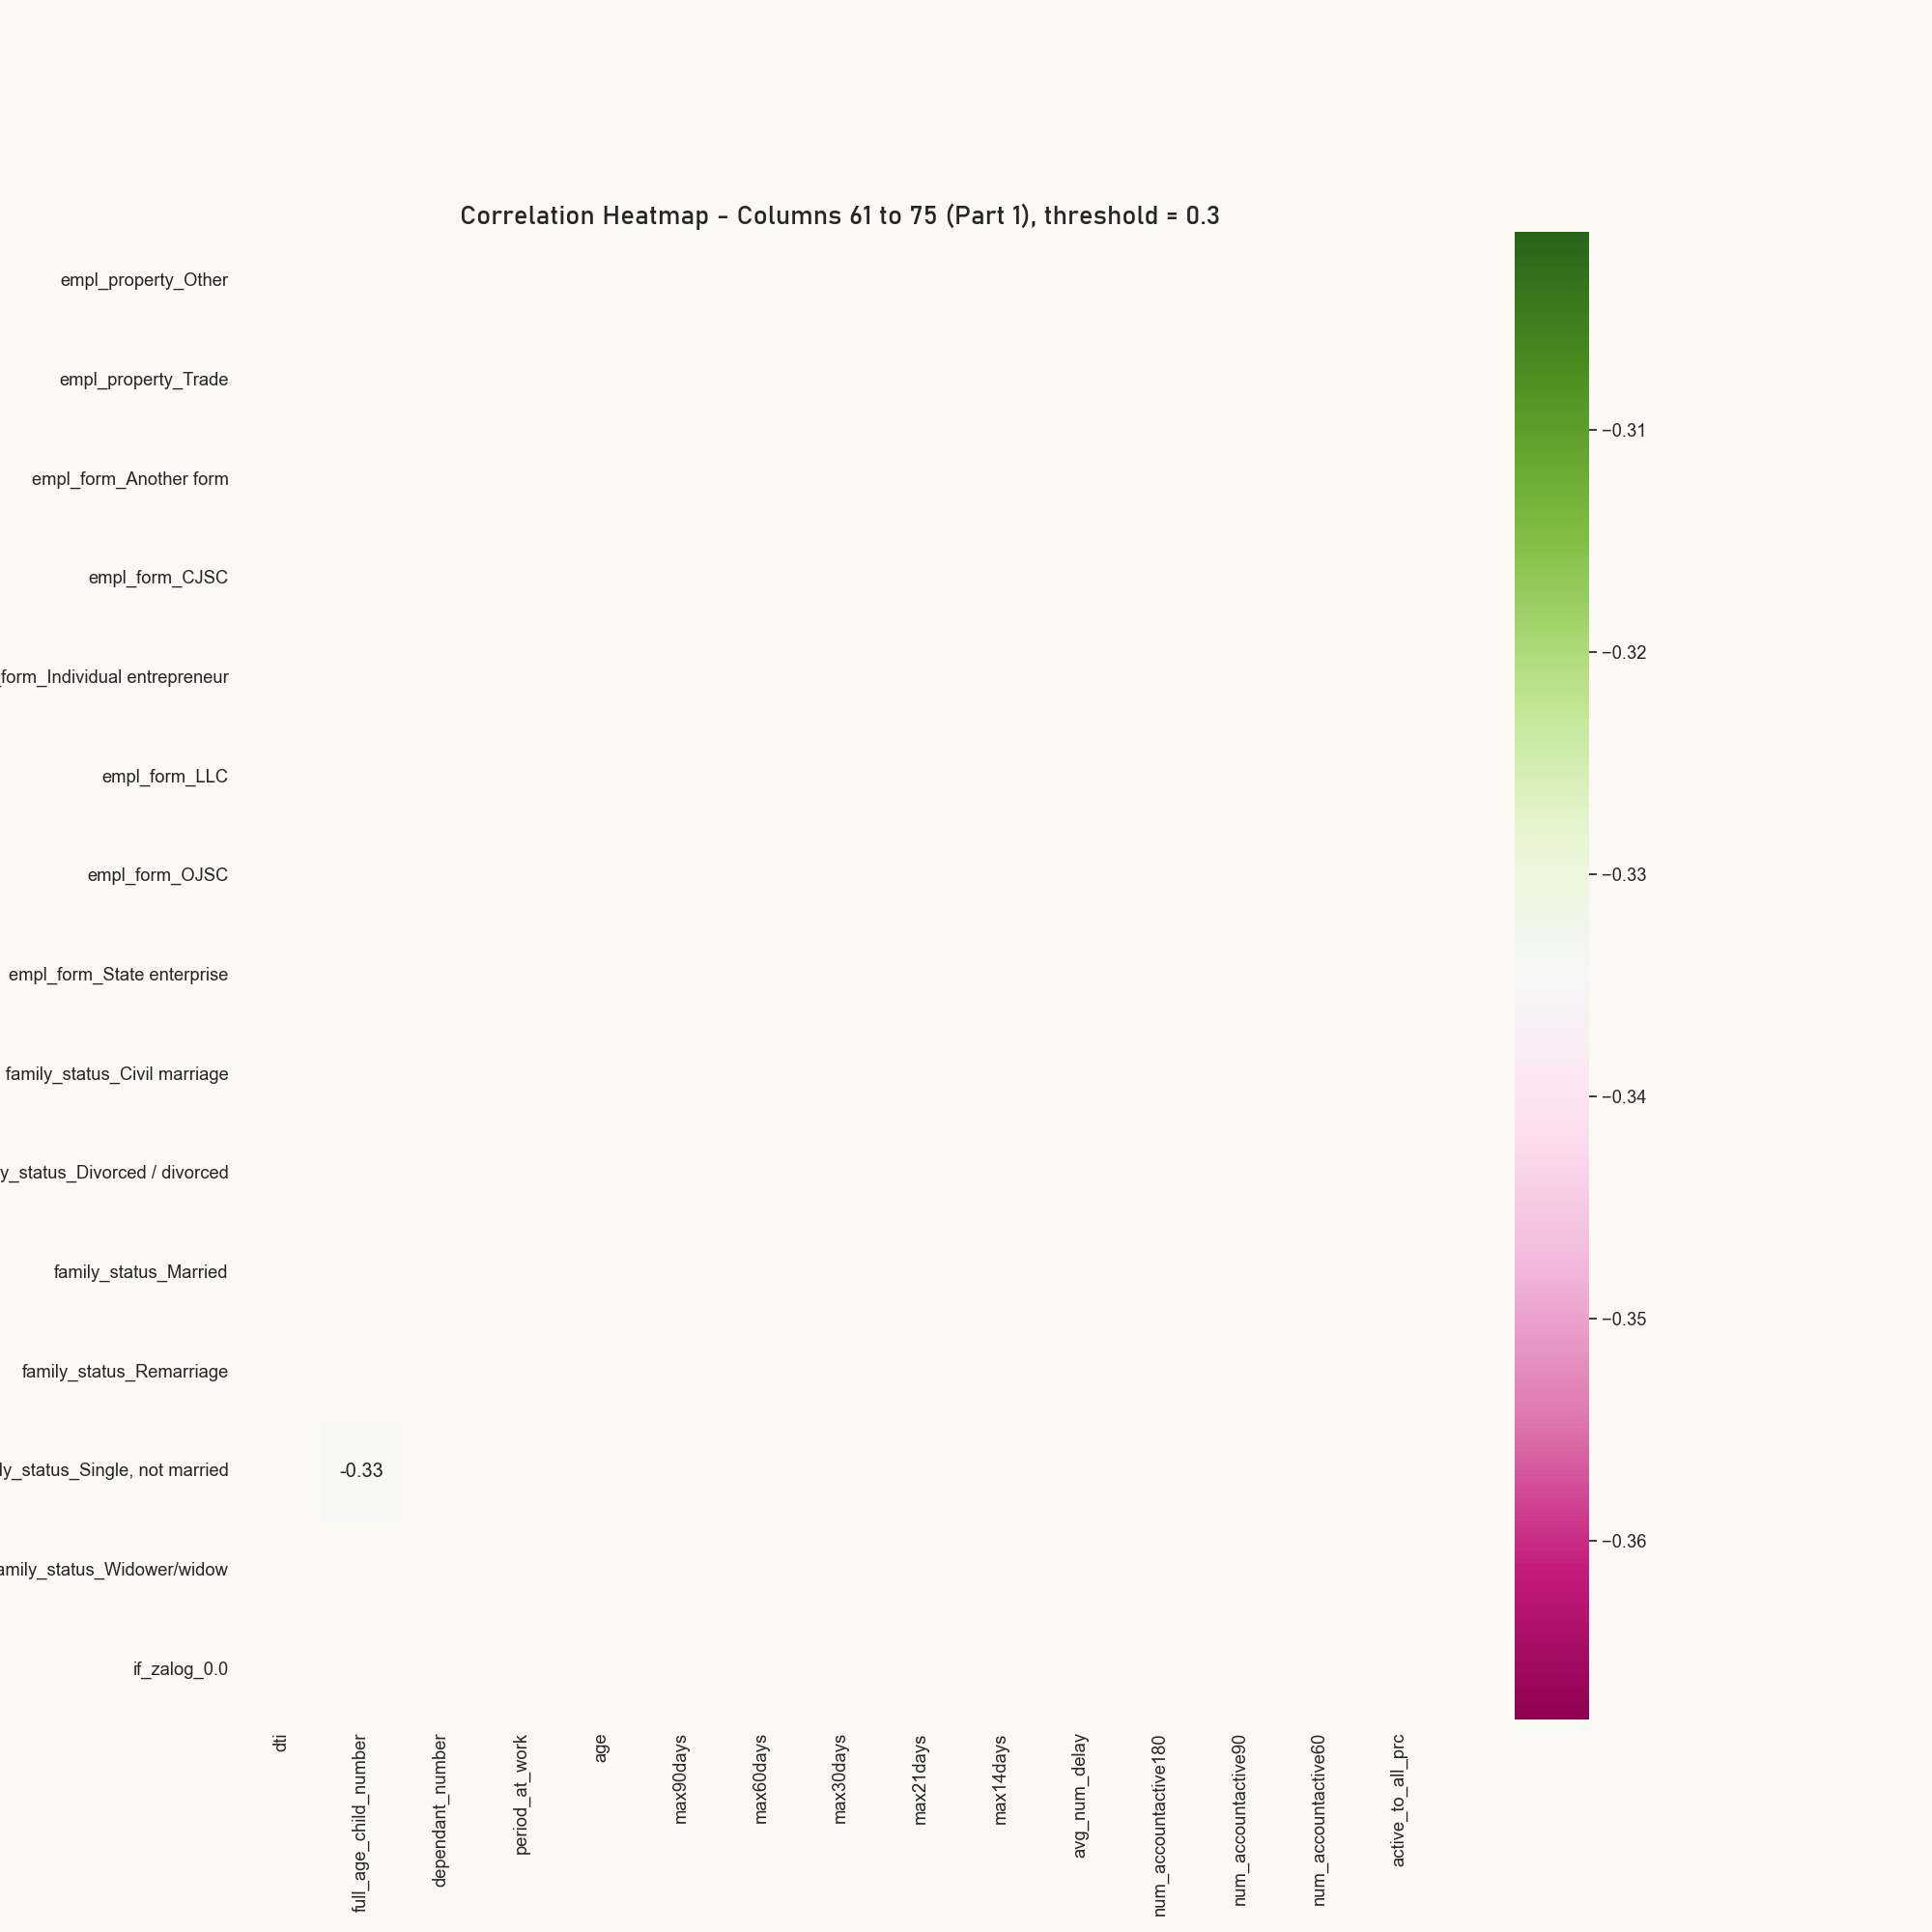 Correlation Heatmap - Columns 61 to 75 (Part 1), threshold = 0.3
empl_property_Other
empl_property_Trade
empl_form_Another form
empl_form_CJSC
_form_Individual entrepreneur
empl_form_LLC
empl_form_OJSC
empl_form_State enterprise
family_status_Civil marriage
y_status_Divorced / divorced
family_status_Married
family_status_Remarriage
ly_status_Single, not married
amily_status_Widower/widow
if_zalog_0.0
-0.33
dti
full_age_child_number
dependant_number
period_at_work
age
max90days
max60days
max30days
max21days
max14days
avg_num_delay
num_accountactive180
num_accountactive90
num_accountactive60
active_to_all_prc
−0.31
−0.32
−0.33
−0.34
−0.35
−0.36